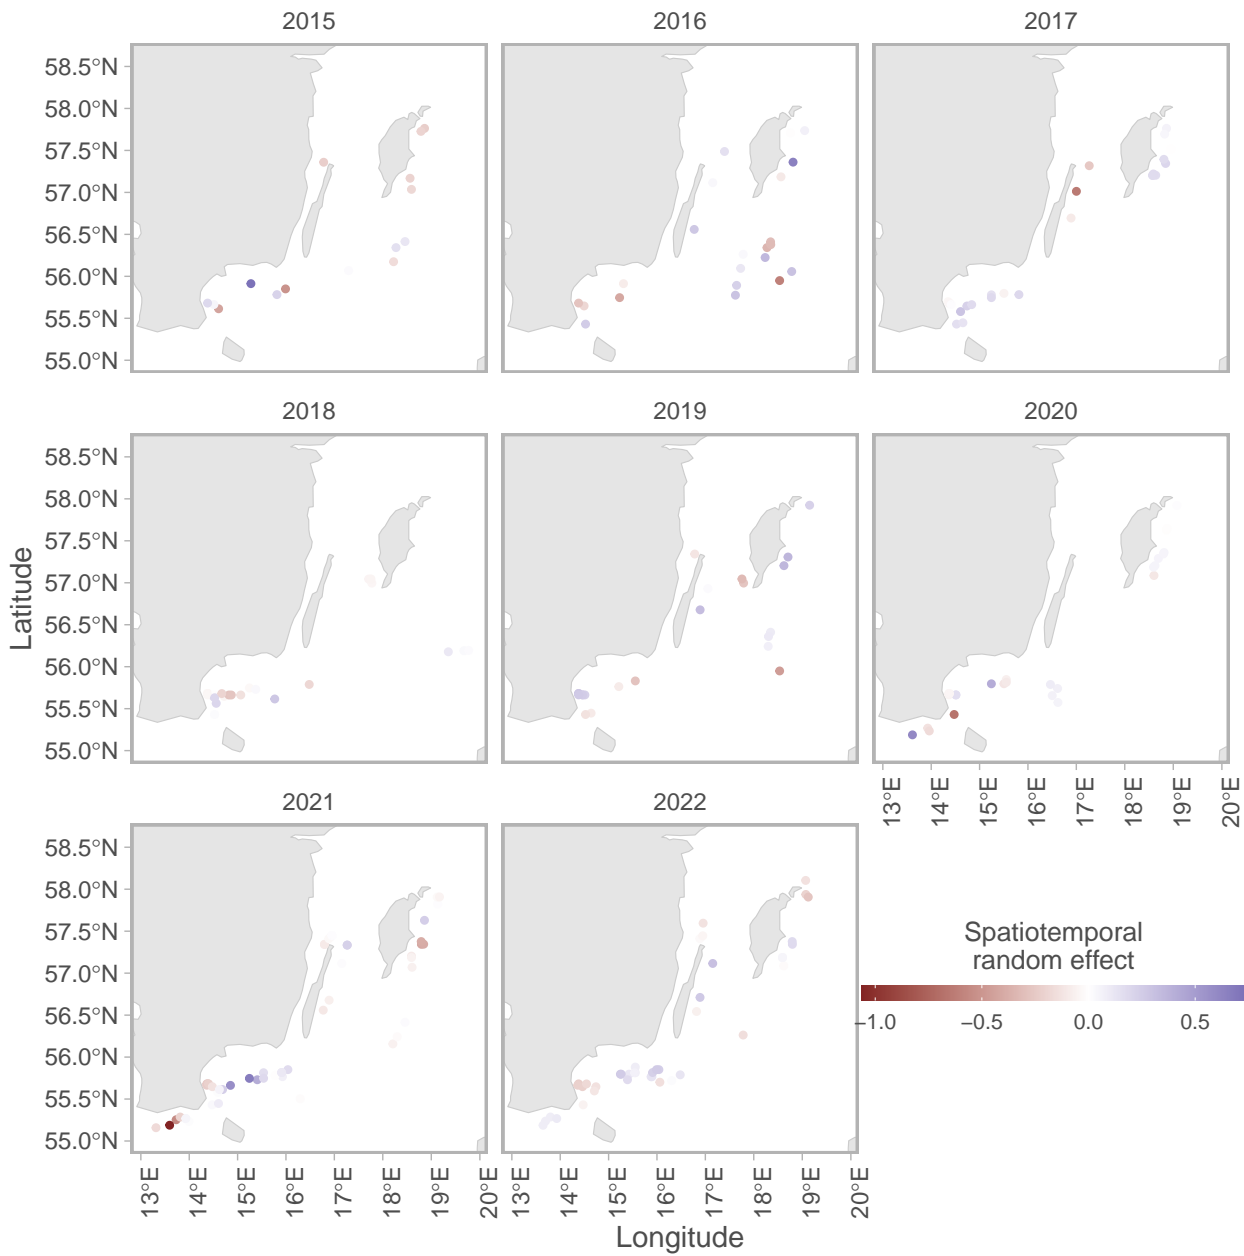 2015 2016 2017
58.5°N
58.0°N
57.5°N
57.0°N
56.5°N
56.0°N
55.5°N
55.0°N
2018 2019 2020
58.5°N
58.0°N
57.5°N
57.0°N
56.5°N
56.0°N
55.5°N
55.0°N
Latitude
13°E 14°E 15°E 16°E 17°E 18°E 19°E 20°E
2021 2022
58.5°N
58.0°N
57.5°N
57.0°N
56.5°N
56.0°N
55.5°N
55.0°N
Spatiotemporal
random effect
−1.0 −0.5 0.0 0.5
13°E 14°E 15°E 16°E 17°E 18°E 19°E 20°E 13°E 14°E 15°E 16°E 17°E 18°E 19°E 20°E
Longitude